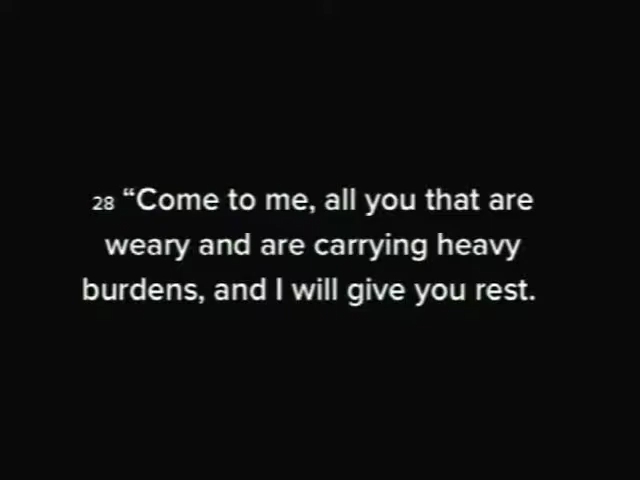 28 “Come to me, all you that are
weary and are carrying heavy
burdens, and I will give you rest.